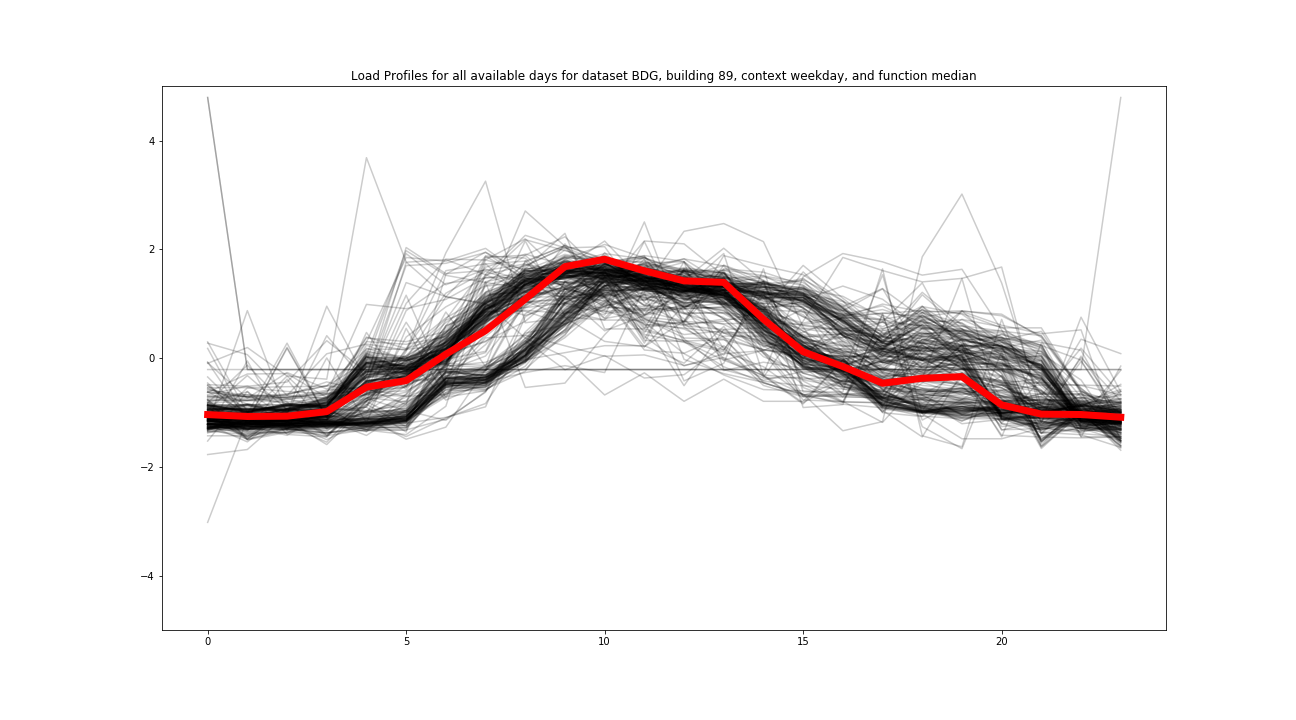 Load Profiles for all available days for dataset BDG, building 89, context weekday, and function median
4
2
0
−2
−4
0 5 10 15 20